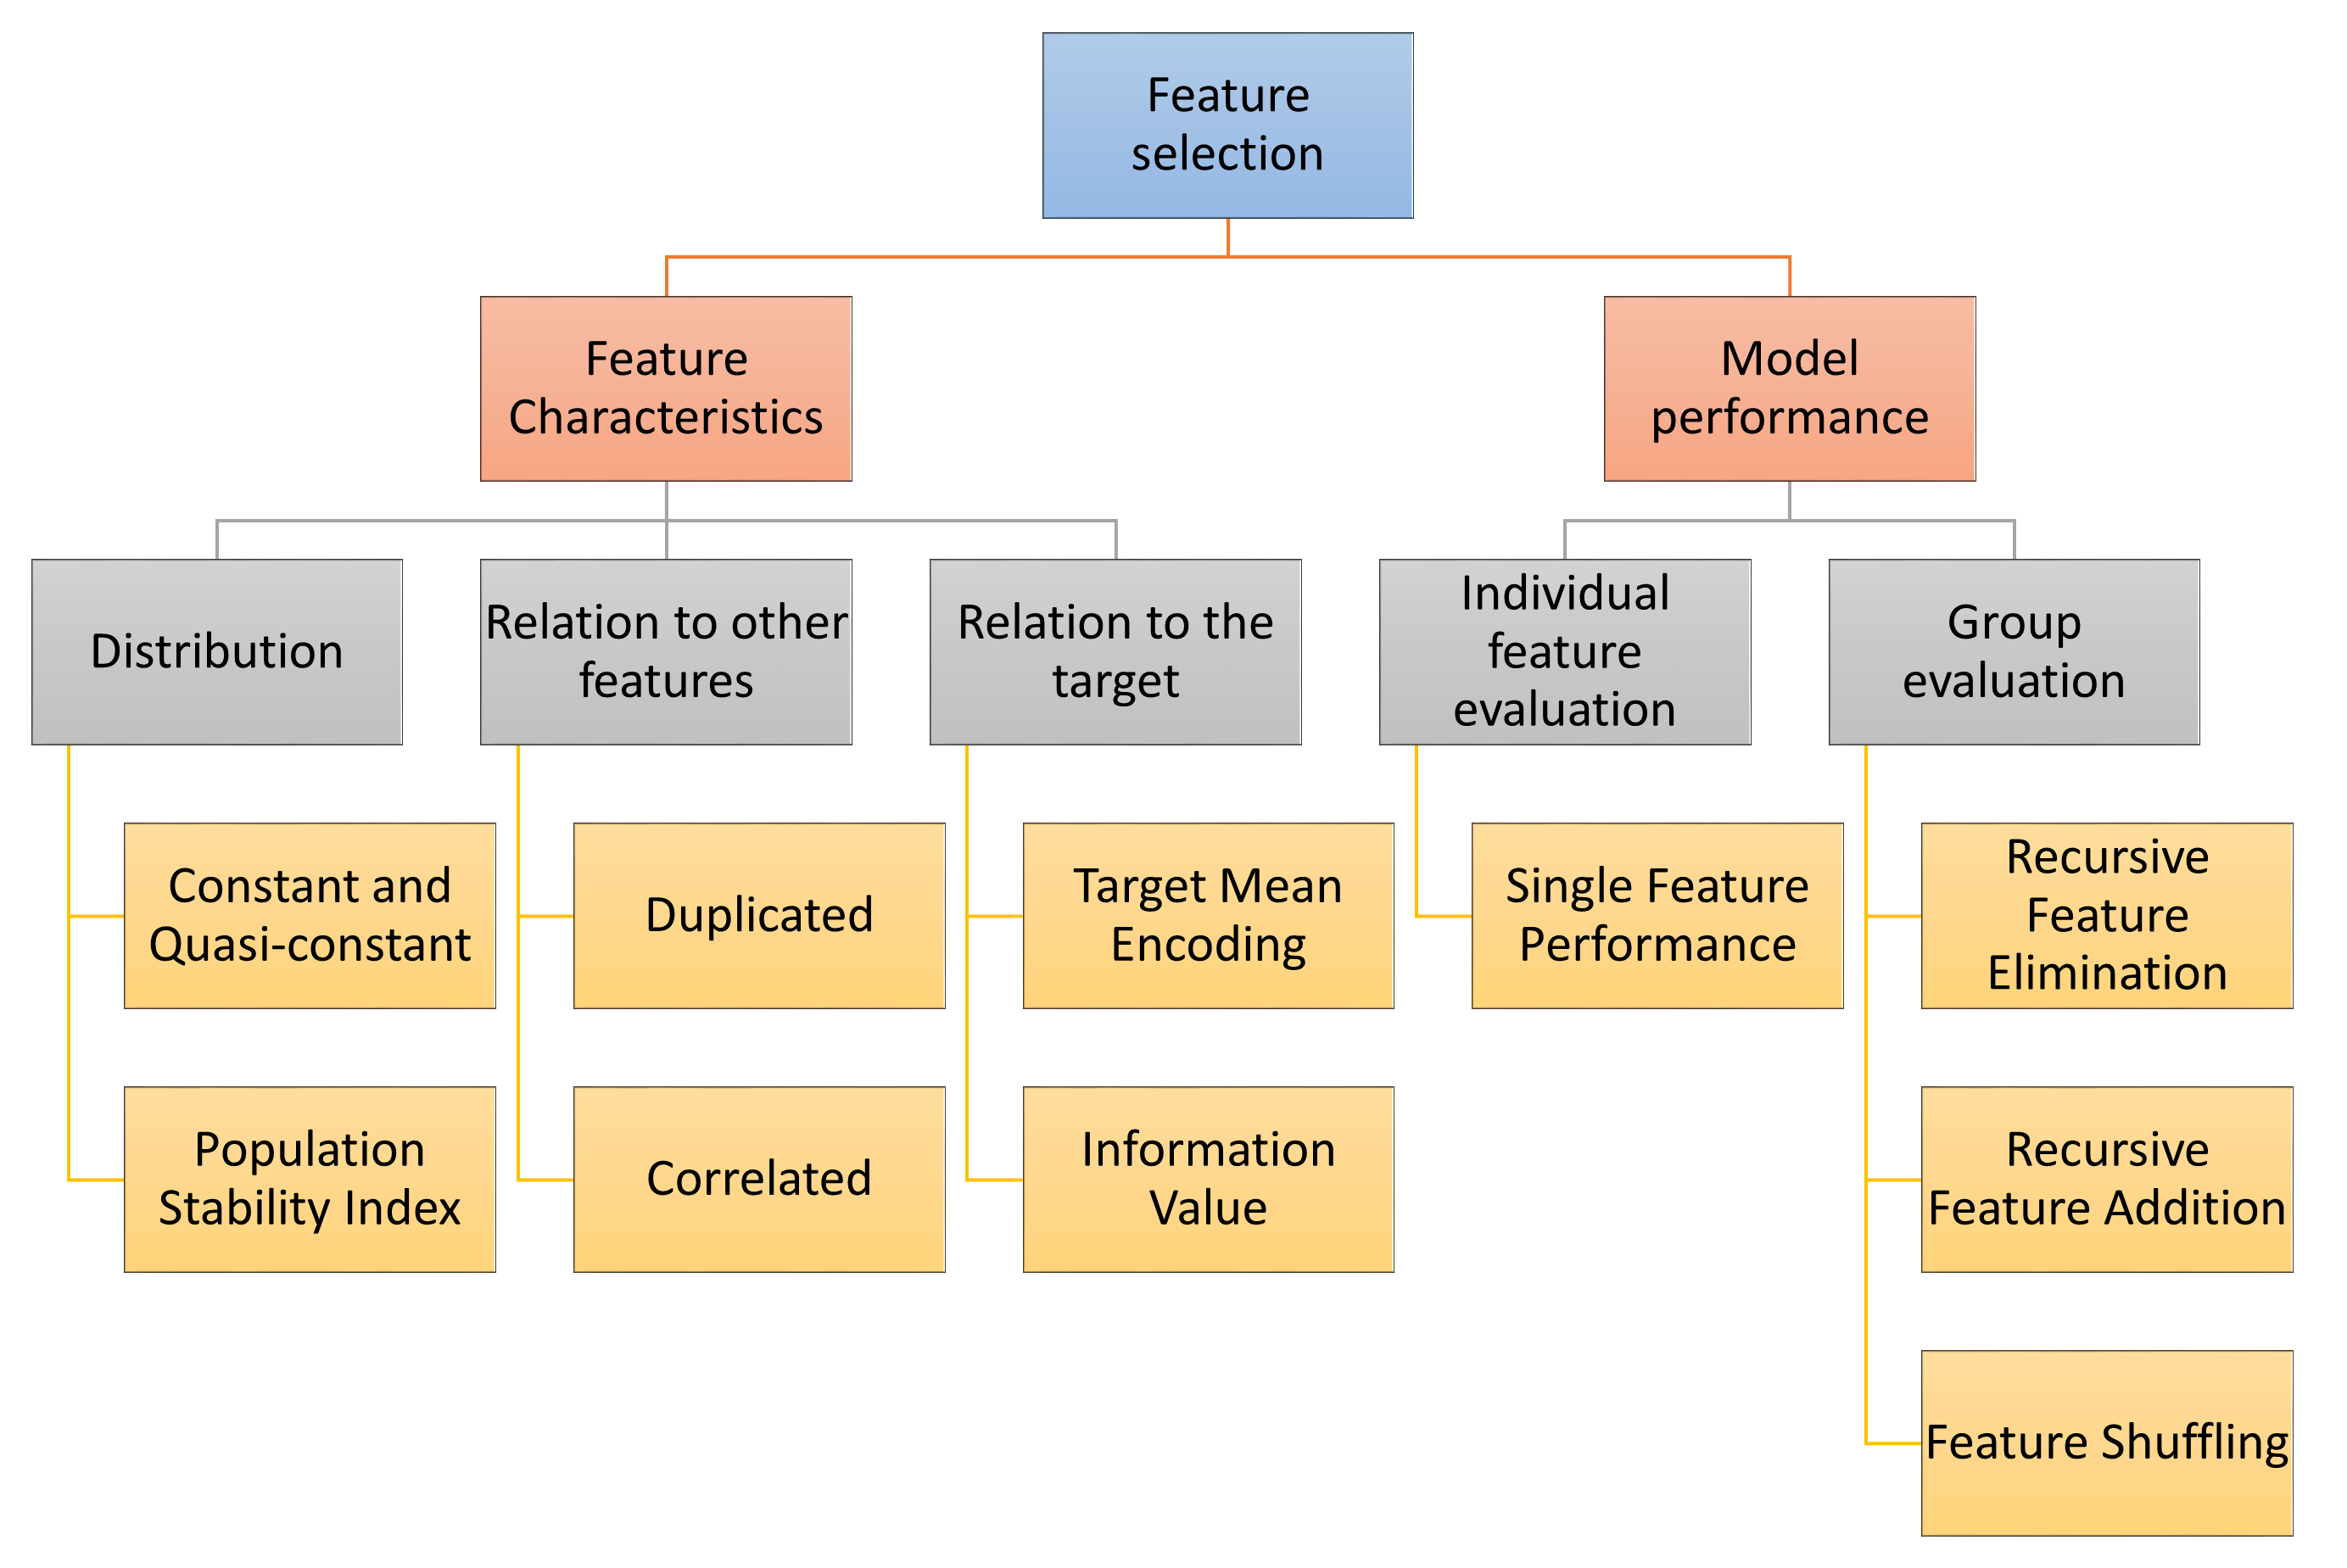 Feature
selection
Feature
Characteristics
Model
performance
Distribution
Relation to other
features
Relation to the
target
Individual
feature
evaluation
Group
evaluation
Constant and
Quasi-constant
Duplicated
Target Mean
Encoding
Single Feature
Performance
Recursive
Feature
Elimination
Population
Stability Index
Correlated
Information
Value
Recursive
Feature Addition
Feature Shuffling